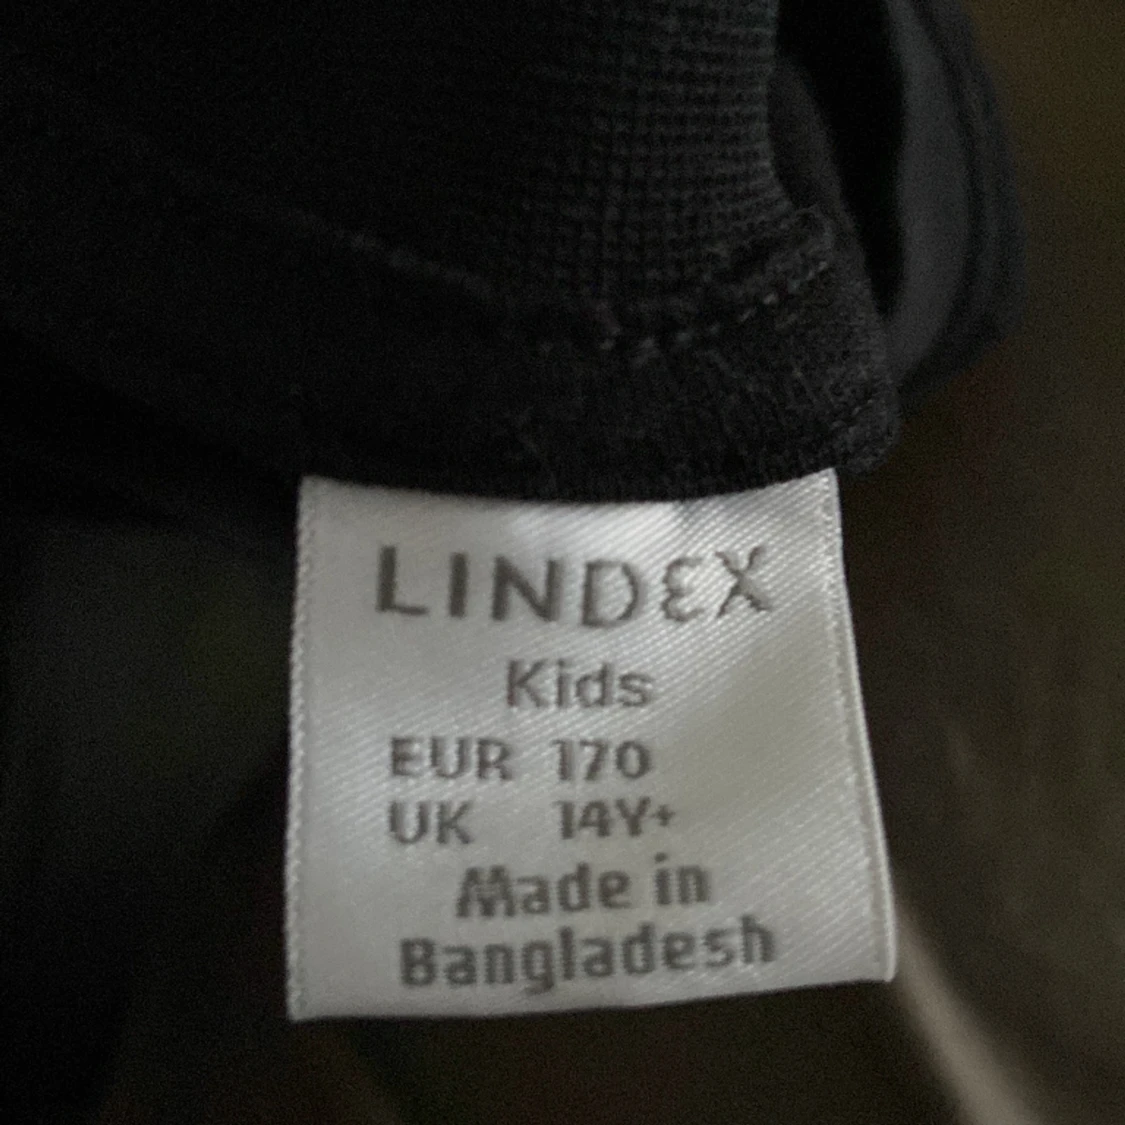 LINDEX
Kids
EUR 170
UK 14Y+
Made in
Bangladesh